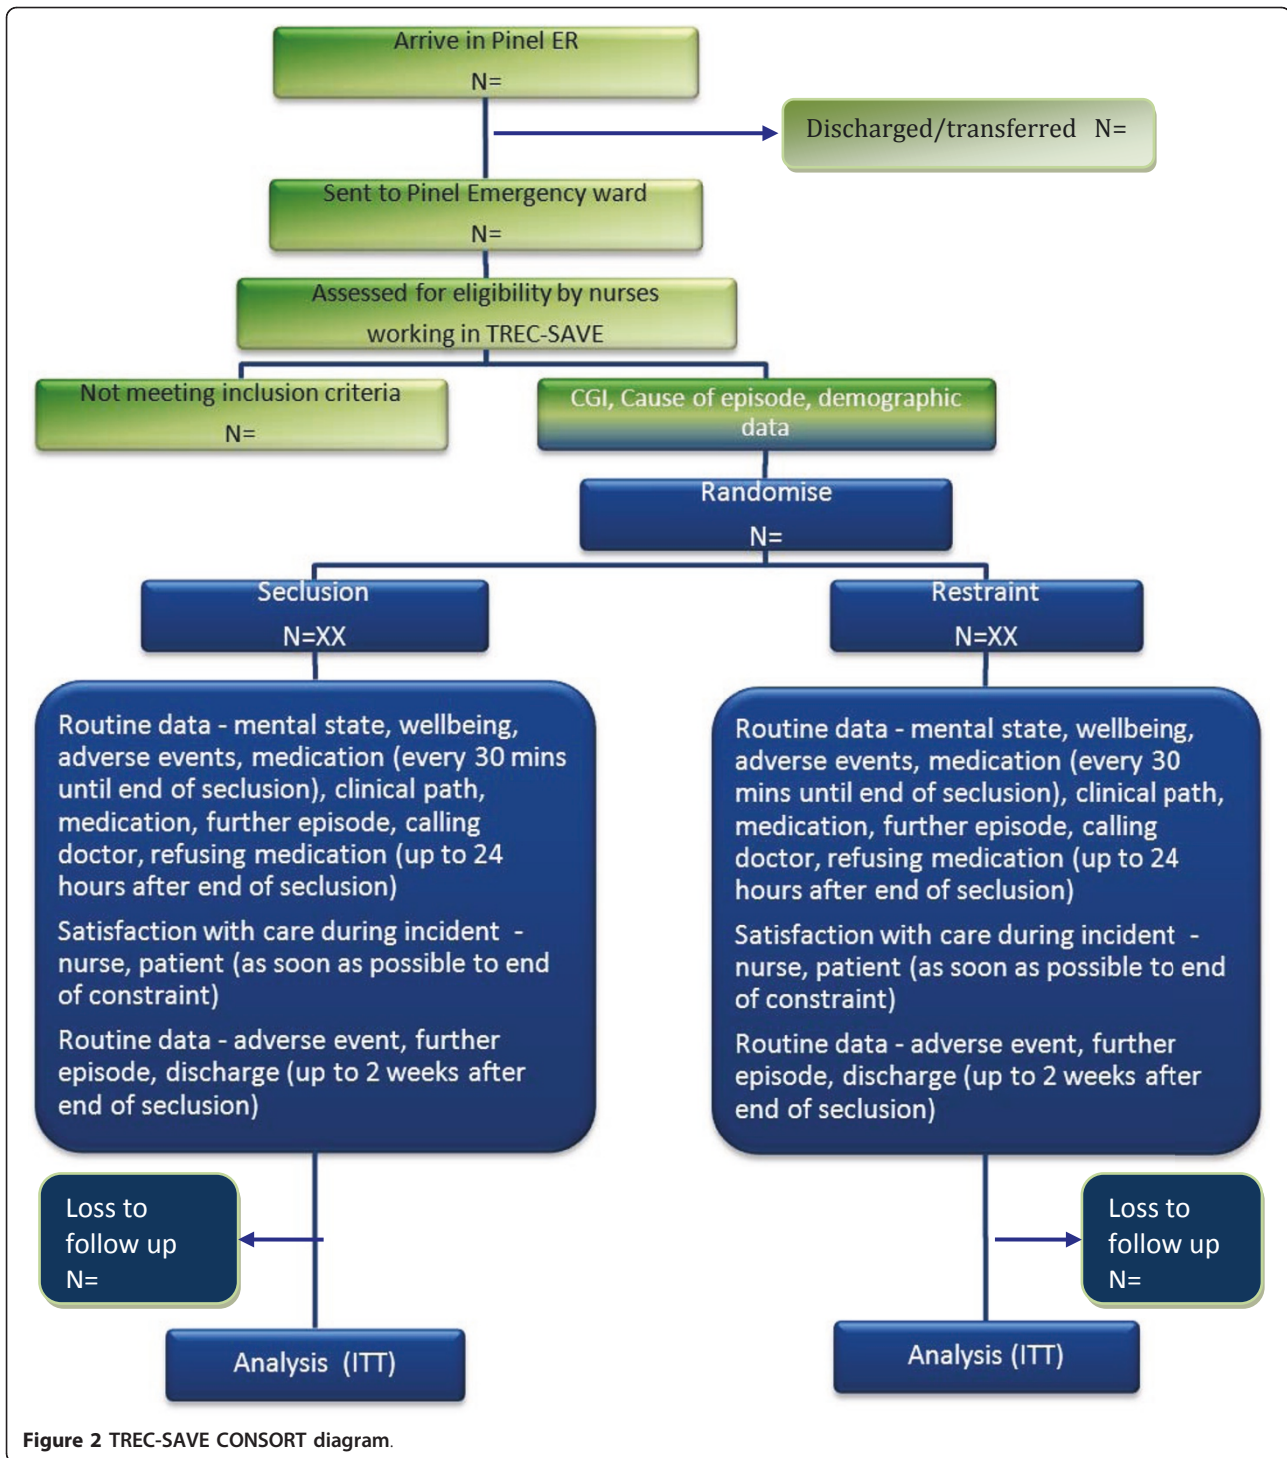 Arrive in Pinel ER
N=
Discharged/transferred N=
Sent to Pinel Emergency ward
N=
Assessed for eligibility by nurses
working in TREC-SAVE
Not meeting inclusion criteria
N=
CGI, Cause of episode, demographic
data
Randomise
N=
Seclusion
N=XX
Restraint
N=XX
Routine data - mental state, wellbeing,
adverse events, medication (every 30 mins
until end of seclusion), clinical path,
medication, further episode, calling
doctor, refusing medication (up to 24
hours after end of seclusion)
Satisfaction with care during incident -
nurse, patient (as soon as possible to end
of constraint)
Routine data - adverse event, further
episode, discharge (up to 2 weeks after
end of seclusion)
Routine data - mental state, wellbeing,
adverse events, medication (every 30
mins until end of seclusion), clinical path,
medication, further episode, calling
doctor, refusing medication (up to 24
hours after end of seclusion)
Satisfaction with care during incident -
nurse, patient (as soon as possible to end
of constraint)
Routine data - adverse event, further
episode, discharge (up to 2 weeks after
end of seclusion)
Loss to
follow up
N=
Loss to
follow up
N=
Analysis (ITT)
Analysis (ITT)
Figure 2 TREC-SAVE CONSORT diagram.